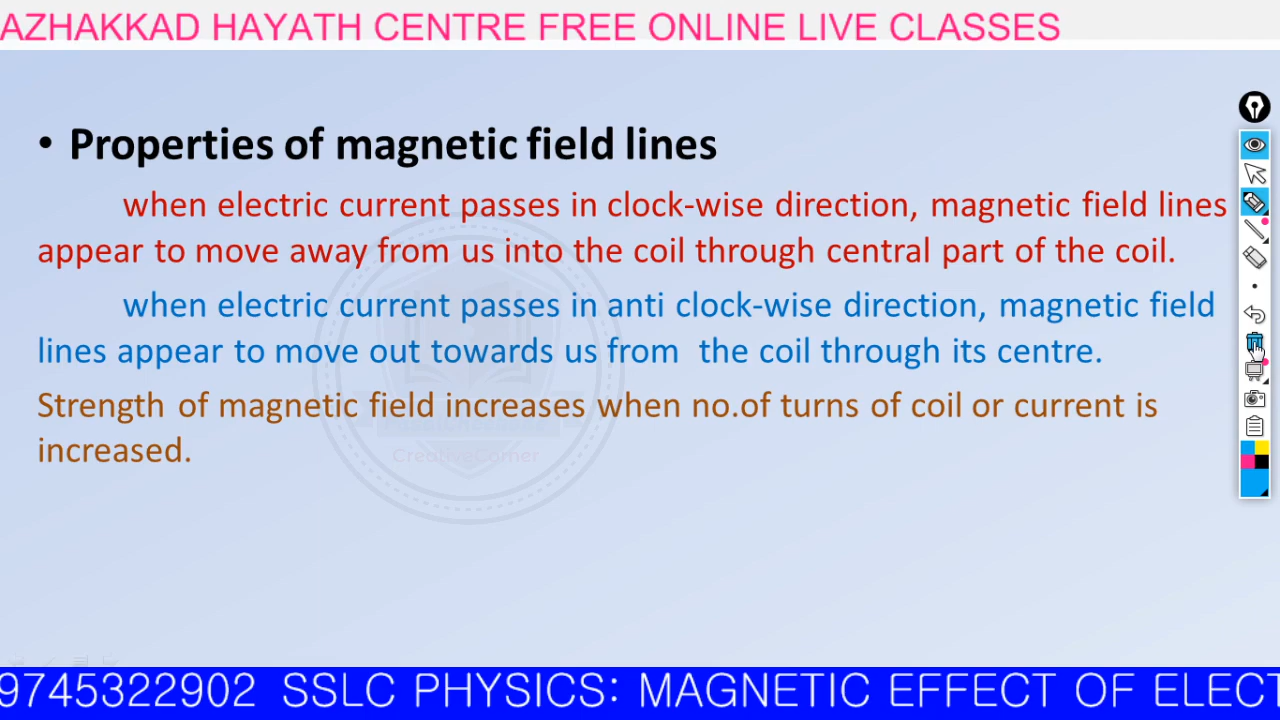 AZHAKKAD HAYATH CENTRE FREE ONLINE LIVE CLASSES
• Properties of magnetic field lines
when electric current passes in clock-wise direction, magnetic field lines
appear to move away from us into the coil through central part of the coil.
when electric current passes in anti clock-wise direction, magnetic field
lines appear to move out towards us from the coil through its centre.
Strength of magnetic field increases when no.of turns of coil or current is
increased.
CreativeCorner
9745322902 SSLC PHYSICS: MAGNETIC EFFECT OF ELECT